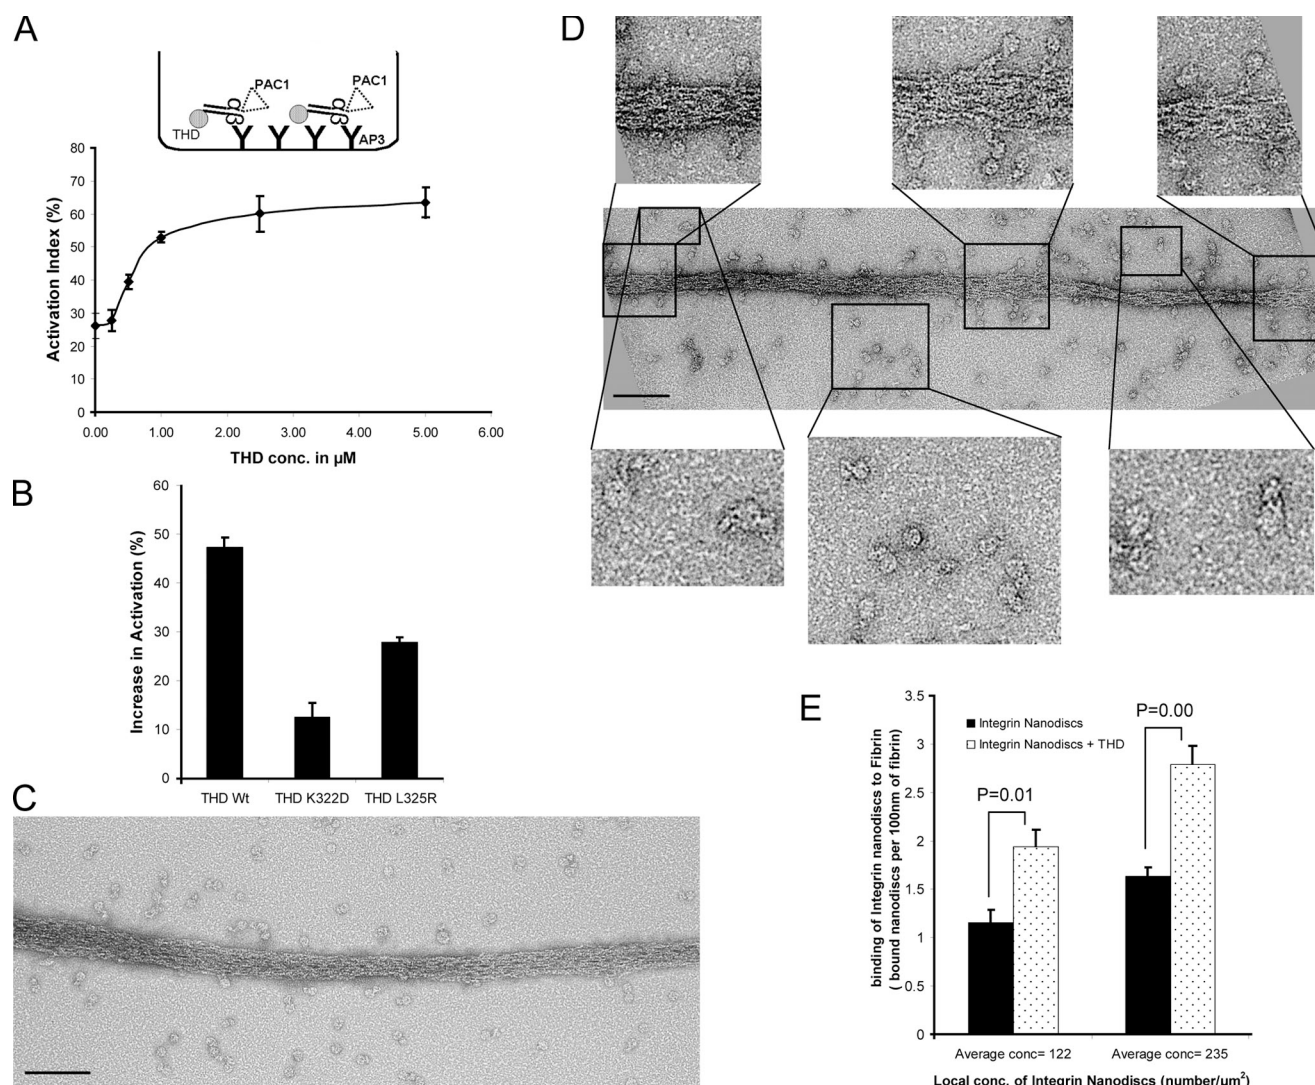 A
PAC1
PAC1
αβ
αβ
THD
AP3
Activation Index (%)
80
70
60
50
40
30
20
10
0
0.00 1.00 2.00 3.00 4.00 5.00 6.00
THD conc. in µM
B
Increase in Activation (%)
60
50
40
30
20
10
0
THD Wt THD K322D THD L325R
C
D
E
binding of Integrin nanodiscs to Fibrin
( bound nanodiscs per 100nm of fibrin)
3.5
3
2.5
2
1.5
1
0.5
0
Integrin Nanodiscs
Integrin Nanodiscs + THD
P=0.01
P=0.00
Average conc= 122 Average conc= 235
Local conc. of Integrin Nanodiscs (number/µm²)